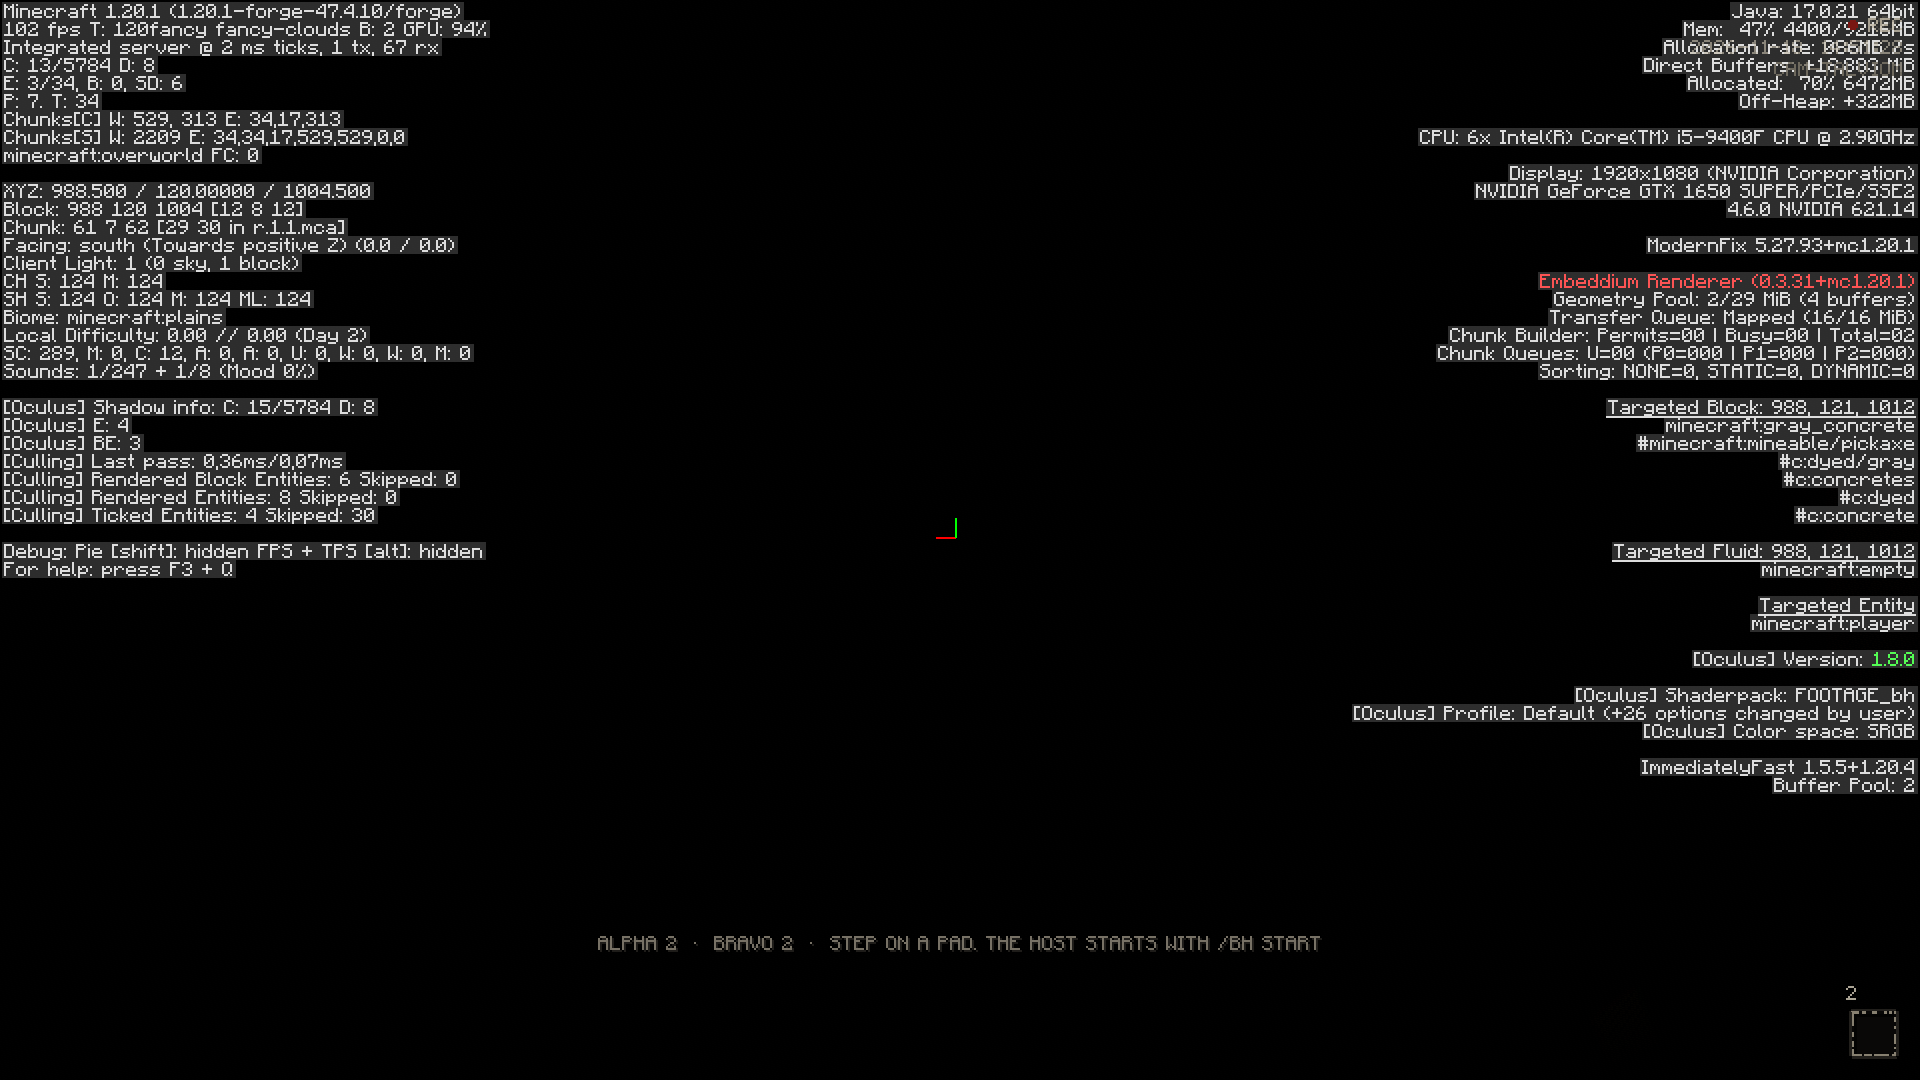 Minecraft 1.20.1 (1.20.1-forge-47.4.10/forge)
102 fps T: 120fancy fancy-clouds B: 2 GPU: 94%
Integrated server @ 2 ms ticks, 1 tx, 67 rx
C: 13/5784 D: 8
E: 3/34, B: 0, SD: 6
P: 7. T: 34
Chunks[C] W: 529, 313 E: 34,17,313
Chunks[S] W: 2209 E: 34,34,17,529,529,0,0
minecraft:overworld FC: 0
XYZ: 988.500 / 120.00000 / 1004.500
Block: 988 120 1004 [12 8 12]
Chunk: 61 7 62 [29 30 in r.1.1.mca]
Facing: south (Towards positive Z) (0.0 / 0.0)
Client Light: 1 (0 sky, 1 block)
CH S: 124 M: 124
SH S: 124 O: 124 M: 124 ML: 124
Biome: minecraft:plains
Local Difficulty: 0.00 // 0.00 (Day 2)
SC: 289, M: 0, C: 12, A: 0, A: 0, U: 0, W: 0, W: 0, M: 0
Sounds: 1/247 + 1/8 (Mood 0%)
[Oculus] Shadow info: C: 15/5784 D: 8
[Oculus] E: 4
[Oculus] BE: 3
[Culling] Last pass: 0,36ms/0,07ms
[Culling] Rendered Block Entities: 6 Skipped: 0
[Culling] Rendered Entities: 8 Skipped: 0
[Culling] Ticked Entities: 4 Skipped: 30
Debug: Pie [shift]: hidden FPS + TPS [alt]: hidden
For help: press F3 + Q
Java: 17.0.21 64bit
Mem: 47% 4400/9216MB
Allocation rate:
Direct Buffers:
Allocated: 70% 6472MB
Off-Heap: +322MB
CPU: 6x Intel(R) Core(TM) i5-9400F CPU @ 2.90GHz
Display: 1920x1080 (NVIDIA Corporation)
NVIDIA GeForce GTX 1650 SUPER/PCIe/SSE2
4.6.0 NVIDIA 621.14
ModernFix 5.27.93+mc1.20.1
Embeddium Renderer (0.3.31+mc1.20.1)
Geometry Pool: 2/29 MiB (4 buffers)
Transfer Queue: Mapped (16/16 MiB)
Chunk Builder: Permits=00 | Busy=00 | Total=02
Chunk Queues: U=00 (P0=000 | P1=000 | P2=000)
Sorting: NONE=0, STATIC=0, DYNAMIC=0
Targeted Block: 988, 121, 1012
minecraft:gray_concrete
#minecraft:mineable/pickaxe
#c:dyed/gray
#c:concretes
#c:dyed
#c:concrete
Targeted Fluid: 988, 121, 1012
minecraft:empty
Targeted Entity
minecraft:player
[Oculus] Version: 1.8.0
[Oculus] Shaderpack: FOOTAGE_bh
[Oculus] Profile: Default (+26 options changed by user)
[Oculus] Color space: SRGB
ImmediatelyFast 1.5.5+1.20.4
Buffer Pool: 2
ALPHA 2 · BRAVO 2 · STEP ON A PAD. THE HOST STARTS WITH /BH START
2